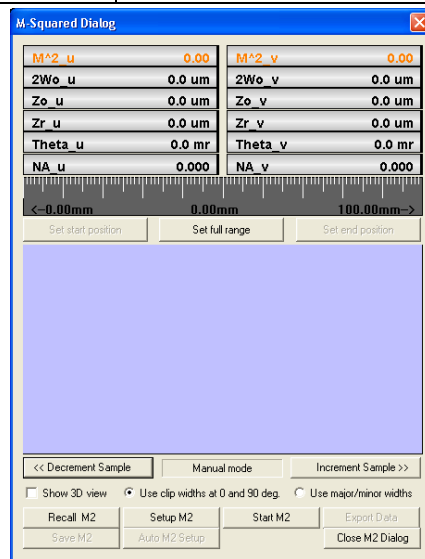 M-Squared Dialog
M^2_u 0.00 M^2_v 0.00
2Wo_u 0.0 um 2Wo_v 0.0 um
Zo_u 0.0 um Zo_v 0.0 um
Zr_u 0.0 um Zr_v 0.0 um
Theta_u 0.0 mr Theta_v 0.0 mr
NA_u 0.000 NA_v 0.000
<-0.00mm 0.00mm 100.00mm->
Set start position Set full range Set end position
<< Decrement Sample Manual mode Increment Sample >>
Show 3D view Use clip widths at 0 and 90 deg. Use major/minor widths
Recall M2 Setup M2 Start M2 Export Data
Save M2 Auto M2 Setup Close M2 Dialog